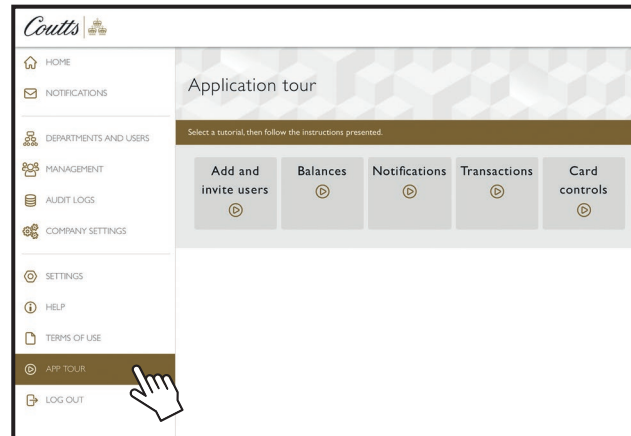 Coutts
HOME
NOTIFICATIONS
DEPARTMENTS AND USERS
MANAGEMENT
AUDIT LOGS
COMPANY SETTINGS
SETTINGS
HELP
TERMS OF USE
APP TOUR
LOG OUT
Application tour
Select a tutorial, then follow the instructions presented.
Add and
invite users
Balances
Notifications
Transactions
Card
controls